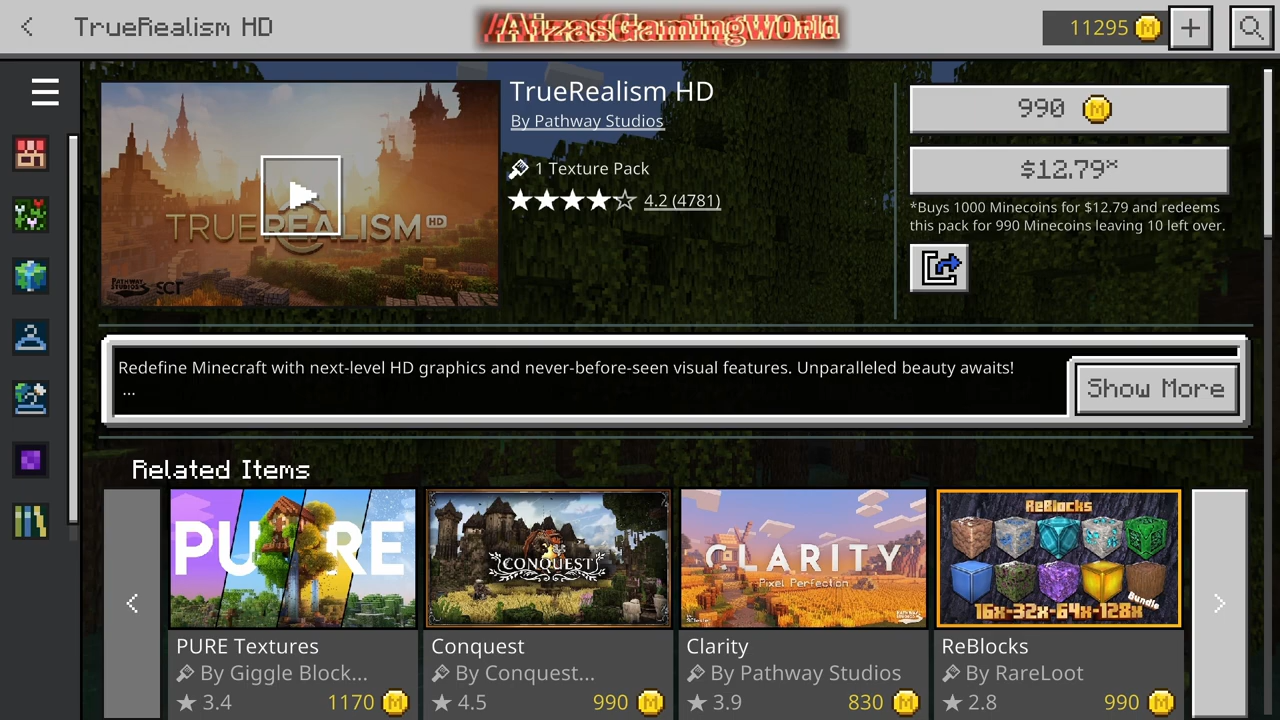 TrueRealism HD
AizasGamingWorld
11295
TRUEREALISM HD
PATHWAY STUDIOS
TrueRealism HD
By Pathway Studios
1 Texture Pack
4.2 (4781)
990
$12.79*
*Buys 1000 Minecoins for $12.79 and redeems
this pack for 990 Minecoins leaving 10 left over.
Redefine Minecraft with next-level HD graphics and never-before-seen visual features. Unparalleled beauty awaits!
...
Show More
Related Items
PURE
CONQUEST
CLARITY
Pixel Perfection
ReBlocks
Bundle
16x-32x-64x-128x
PURE Textures
By Giggle Block...
3.4
1170
Conquest
By Conquest...
4.5
990
Clarity
By Pathway Studios
3.9
830
ReBlocks
By RareLoot
2.8
990